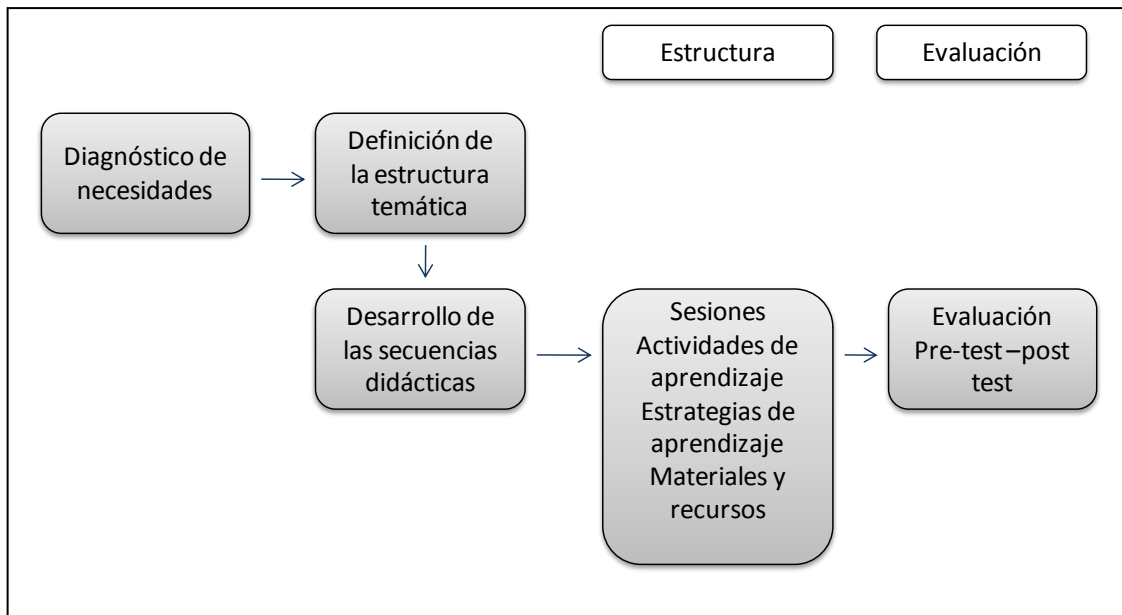 Estructura
Evaluación
Diagnóstico de
necesidades
Definición de
la estructura
temática
Desarrollo de
las secuencias
didácticas
Sesiones
Actividades de
aprendizaje
Estrategias de
aprendizaje
Materiales y
recursos
Evaluación
Pre-test–post
test